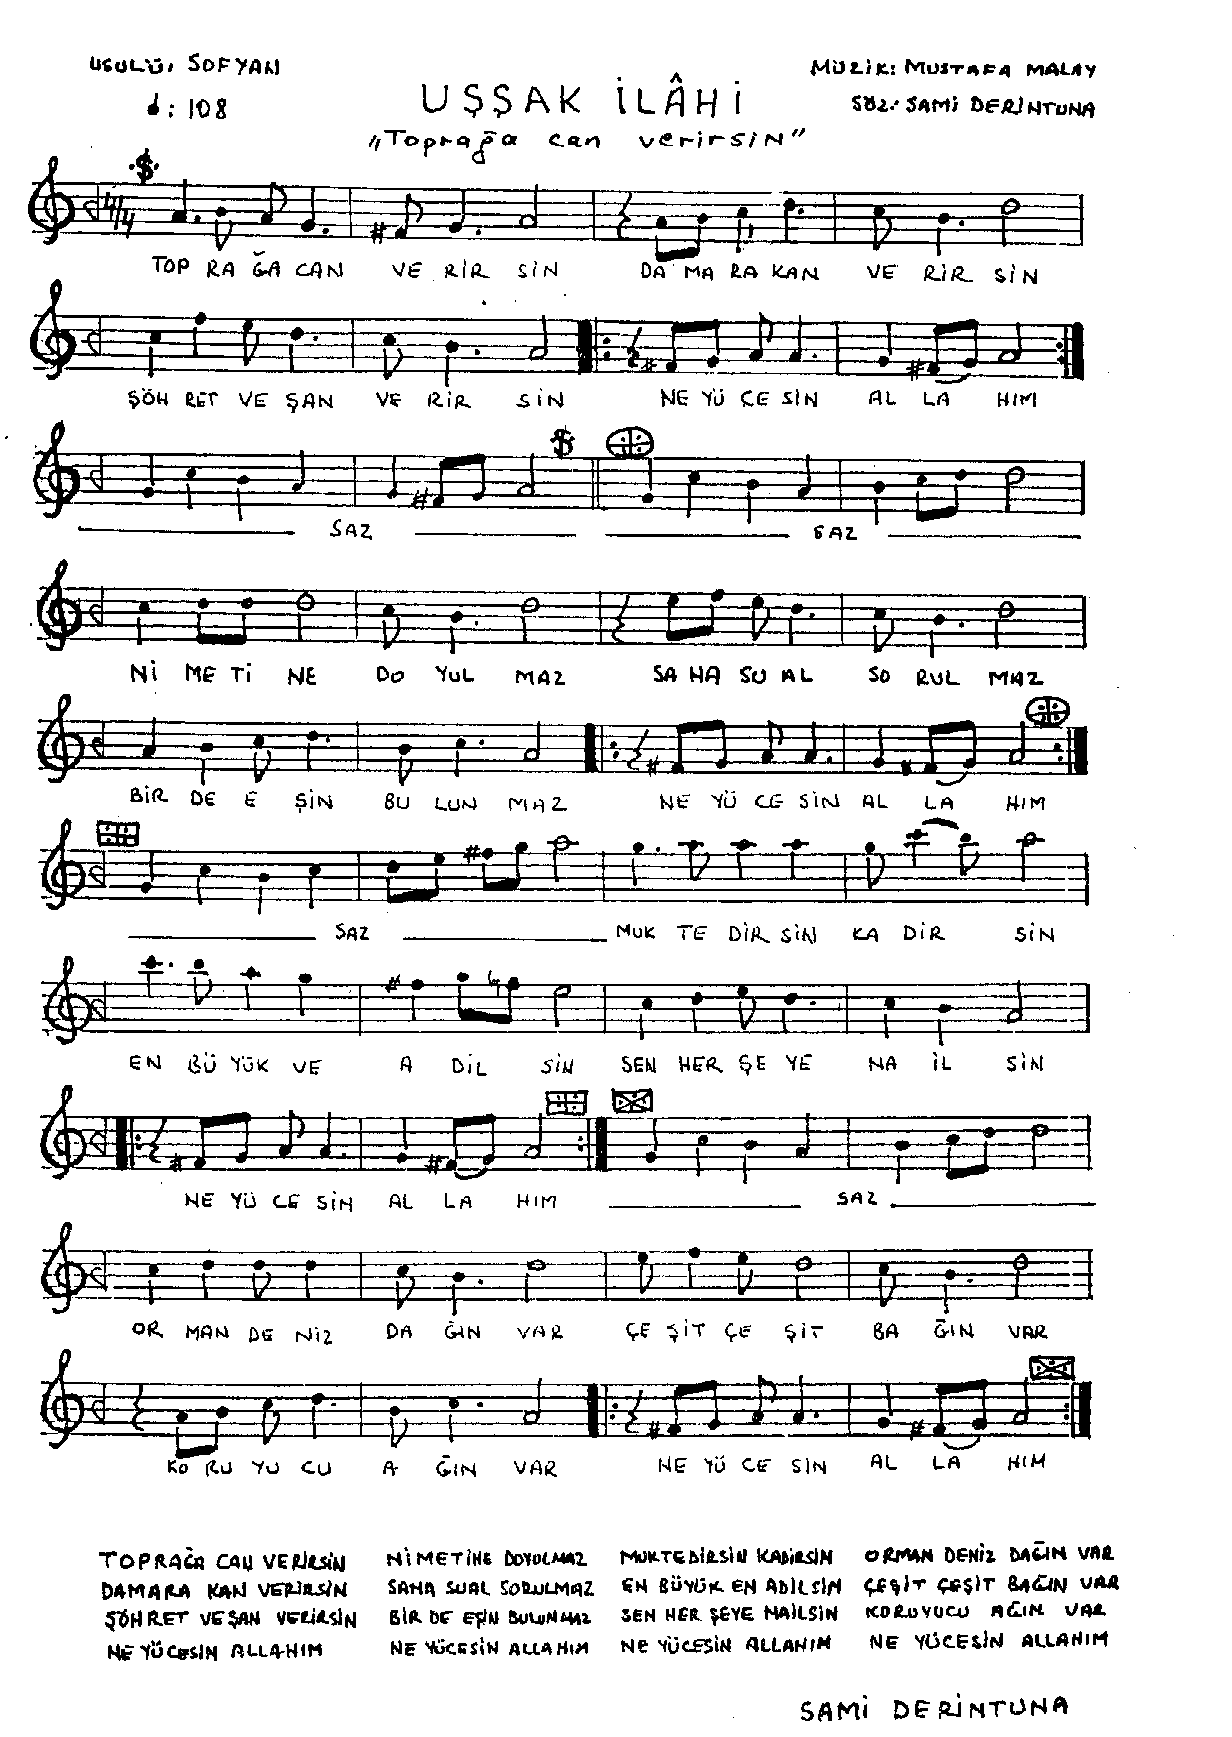 USULÜ: SOFYAN
MÜZİK: MUSTAFA MALAY
: 108
UŞŞAK İLÂHİ
SÖZ: SAMİ DERİNTUNA
"Toprağa can verirsin"
4/4
TOP RA ĞA CAN VE RİR SİN DA MA RA KAN VE RİR SİN
ŞÖH RET VE ŞAN VE RİR SİN NE YÜ CE SİN AL LA HIM
SAZ SAZ
Nİ ME Tİ NE DO YUL MAZ SA NA SU AL SO RUL MAZ
BİR DE E ŞİN BU LUN MAZ NE YÜ CE SİN AL LA HIM
SAZ MUK TE DİR SİN KA DİR SİN
EN BÜ YÜK VE A DİL SİN SEN HER ŞE YE NA İL SİN
NE YÜ CE SİN AL LA HIM SAZ
OR MAN DE NİZ DA ĞIN VAR ÇE ŞİT ÇE ŞİT BA ĞIN VAR
KO RU YU CU A ĞIN VAR NE YÜ CE SİN AL LA HIM
TOPRAĞA CAN VERİRSİN NİMETİNE DOYULMAZ MUKTEDİRSİN KADİRSİN ORMAN DENİZ DAĞIN VAR
DAMARA KAN VERİRSİN SANA SUAL SORULMAZ EN BÜYÜK EN ADİLSİN ÇEŞİT ÇEŞİT BAĞIN VAR
ŞÖHRET VE ŞAN VERİRSİN BİR DE EŞİN BULUNMAZ SEN HER ŞEYE NAİLSİN KORUYUCU AĞIN VAR
NE YÜCESİN ALLAHIM NE YÜCESİN ALLAHIM NE YÜCESİN ALLAHIM NE YÜCESİN ALLAHIM
SAMİ DERİNTUNA